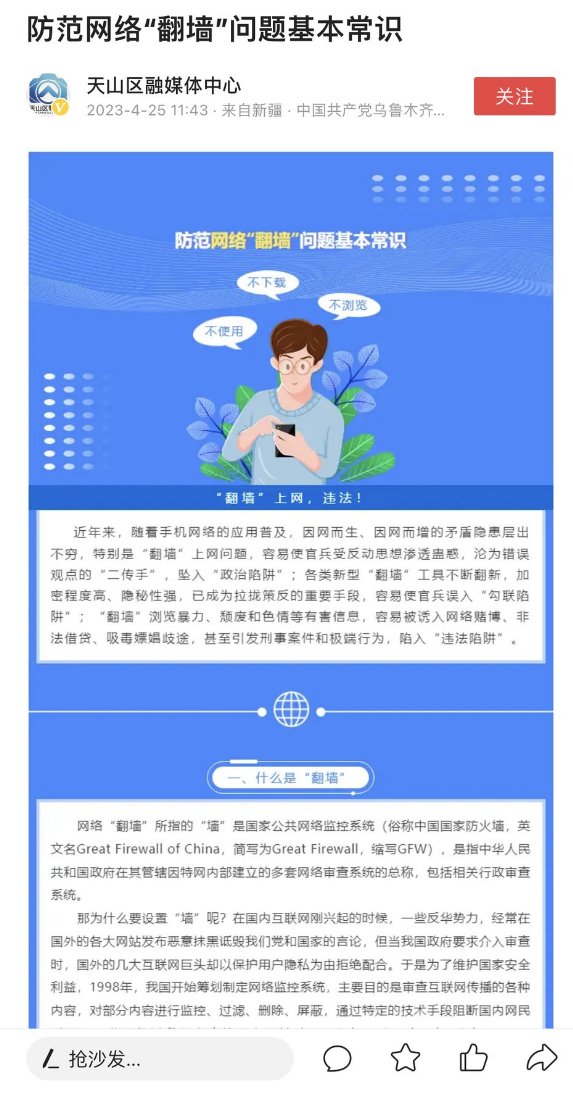 防范网络“翻墙”问题基本常识
天山区融媒体中心
2023-4-25 11:43 · 来自新疆 · 中国共产党乌鲁木齐...
关注
防范网络“翻墙”问题基本常识
不下载
不浏览
不使用
“翻墙”上网，违法！
近年来，随着手机网络的应用普及，因网而生、因网而增的矛盾隐患层出
不穷，特别是“翻墙”上网问题，容易使官兵受反动思想渗透蛊惑，沦为错误
观点的“二传手”，坠入“政治陷阱”；各类新型“翻墙”工具不断翻新，加
密程度高、隐秘性强，已成为拉拢策反的重要手段，容易使官兵误入“勾联陷
阱”；“翻墙”浏览暴力、颓废和色情等有害信息，容易被诱入网络赌博、非
法借贷、吸毒嫖娼歧途，甚至引发刑事案件和极端行为，陷入“违法陷阱”。
一、什么是“翻墙”
网络“翻墙”所指的“墙”是国家公共网络监控系统（俗称中国国家防火墙，英
文名Great Firewall of China，简写为Great Firewall，缩写GFW），是指中华人民
共和国政府在其管辖因特网内部建立的多套网络审查系统的总称，包括相关行政审查
系统。
那为什么要设置“墙”呢？在国内互联网刚兴起的时候，一些反华势力，经常在
国外的各大网站发布恶意抹黑诋毁我们党和国家的言论，但当我国政府要求介入审查
时，国外的几大互联网巨头却以保护用户隐私为由拒绝配合。于是为了维护国家安全
利益，1998年，我国开始筹划制定网络监控系统，主要目的是审查互联网传播的各种
内容，对部分内容进行监控、过滤、删除、屏蔽，通过特定的技术手段阻断国内网民
抢沙发...